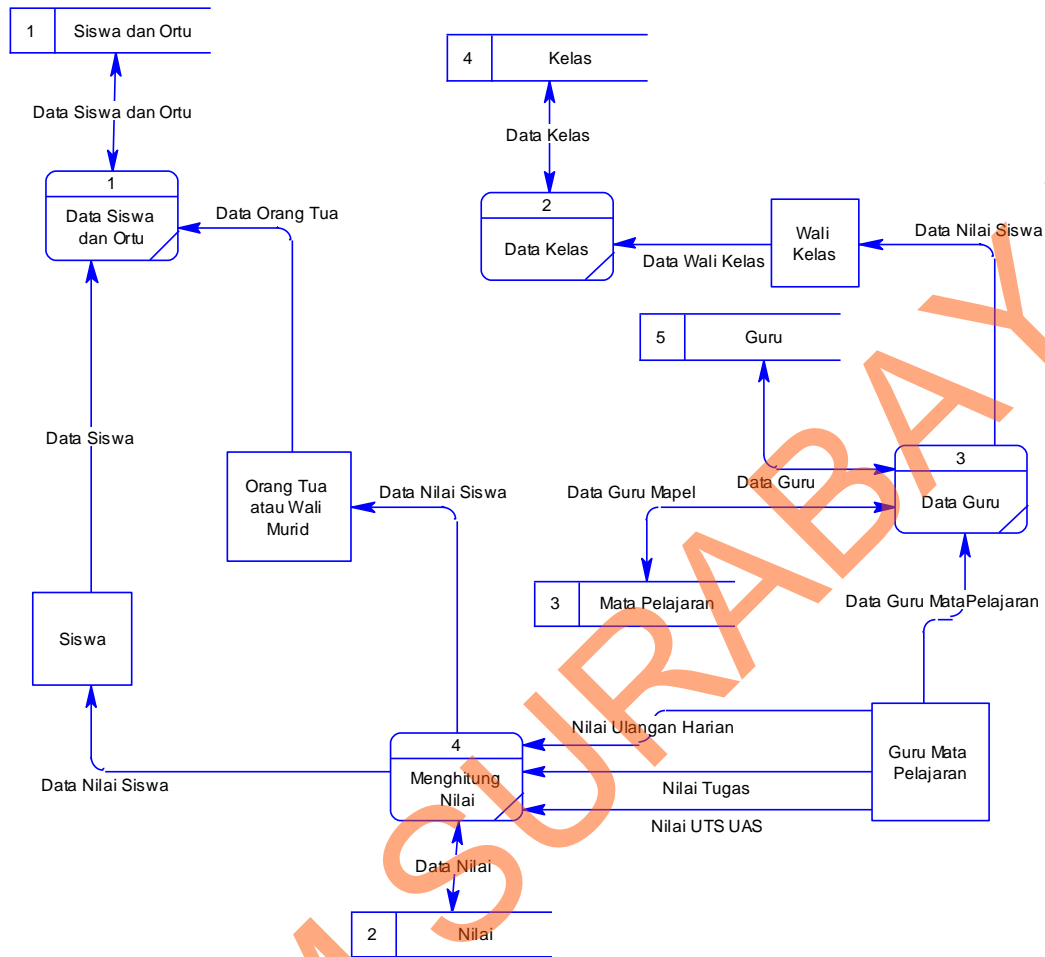 1
Siswa dan Ortu
4
Kelas
Data Siswa dan Ortu
Data Kelas
1
Data Siswa
dan Ortu
Data Orang Tua
2
Data Kelas
Data Wali Kelas
Wali
Kelas
Data Nilai Siswa
5
Guru
Data Siswa
Orang Tua
atau Wali
Murid
Data Nilai Siswa
Data Guru Mapel
Data Guru
3
Data Guru
3
Mata Pelajaran
Data Guru MataPelajaran
Siswa
Nilai Ulangan Harian
4
Menghitung
Nilai
Guru Mata
Pelajaran
Data Nilai Siswa
Nilai Tugas
Nilai UTS UAS
Data Nilai
2
Nilai
M SURABAY